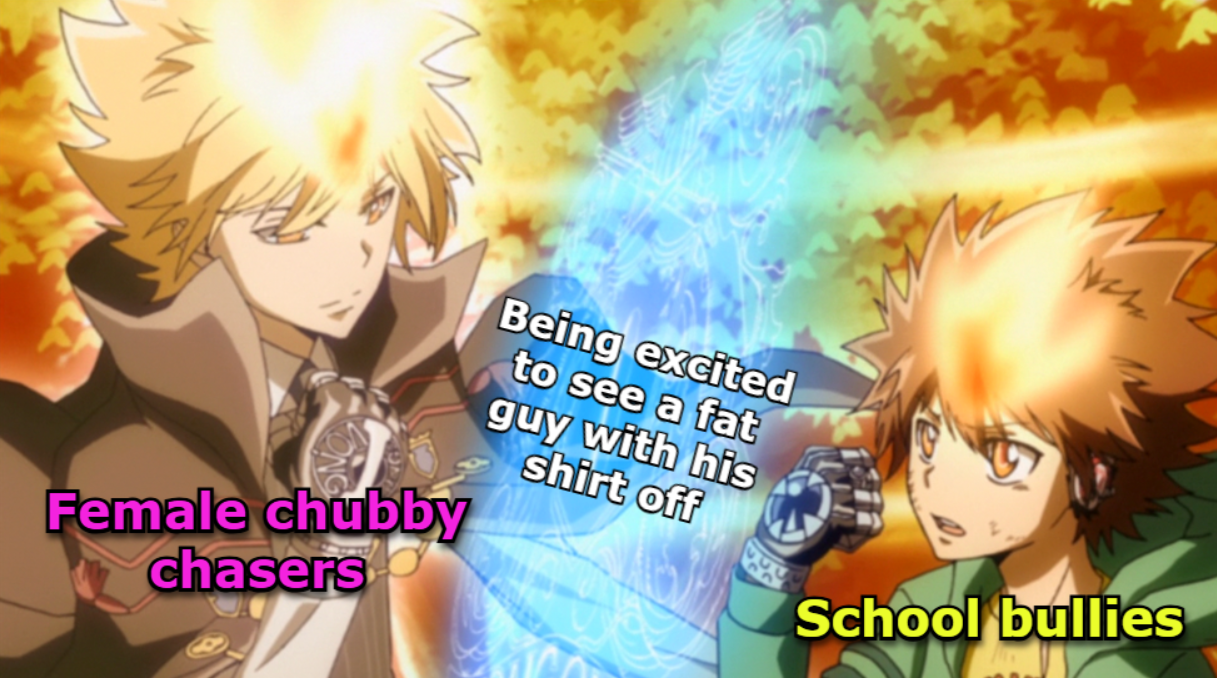 Being excited
to see a fat
guy with his
shirt off
Female chubby
chasers
School bullies